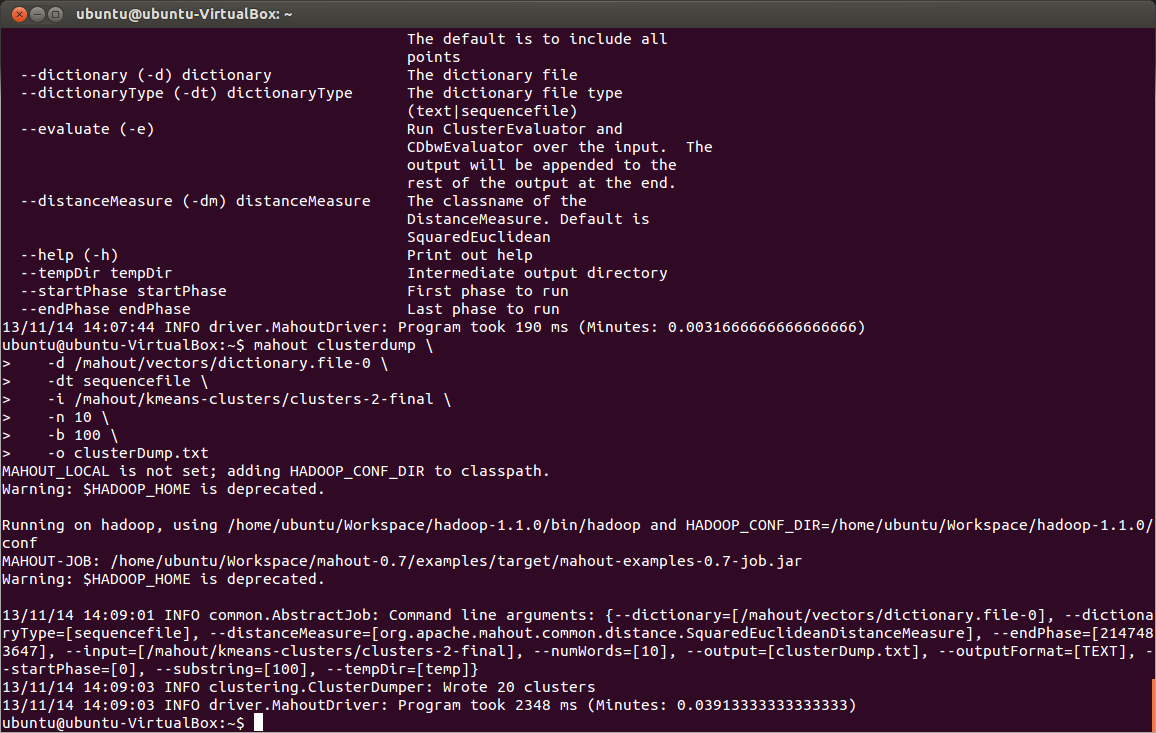 ubuntu@ubuntu-VirtualBox: ~
The default is to include all
points
--dictionary (-d) dictionary The dictionary file
--dictionaryType (-dt) dictionaryType The dictionary file type
(text|sequencefile)
--evaluate (-e) Run ClusterEvaluator and
CDbwEvaluator over the input. The
output will be appended to the
rest of the output at the end.
--distanceMeasure (-dm) distanceMeasure The classname of the
DistanceMeasure. Default is
SquaredEuclidean
--help (-h) Print out help
--tempDir tempDir Intermediate output directory
--startPhase startPhase First phase to run
--endPhase endPhase Last phase to run
13/11/14 14:07:44 INFO driver.MahoutDriver: Program took 190 ms (Minutes: 0.0031666666666666666)
ubuntu@ubuntu-VirtualBox:~$ mahout clusterdump \
> -d /mahout/vectors/dictionary.file-0 \
> -dt sequencefile \
> -i /mahout/kmeans-clusters/clusters-2-final \
> -n 10 \
> -b 100 \
> -o clusterDump.txt
MAHOUT_LOCAL is not set; adding HADOOP_CONF_DIR to classpath.
Warning: $HADOOP_HOME is deprecated.
Running on hadoop, using /home/ubuntu/Workspace/hadoop-1.1.0/bin/hadoop and HADOOP_CONF_DIR=/home/ubuntu/Workspace/hadoop-1.1.0/
conf
MAHOUT-JOB: /home/ubuntu/Workspace/mahout-0.7/examples/target/mahout-examples-0.7-job.jar
Warning: $HADOOP_HOME is deprecated.
13/11/14 14:09:01 INFO common.AbstractJob: Command line arguments: {--dictionary=[/mahout/vectors/dictionary.file-0], --dictiona
ryType=[sequencefile], --distanceMeasure=[org.apache.mahout.common.distance.SquaredEuclideanDistanceMeasure], --endPhase=[214748
3647], --input=[/mahout/kmeans-clusters/clusters-2-final], --numWords=[10], --output=[clusterDump.txt], --outputFormat=[TEXT], -
-startPhase=[0], --substring=[100], --tempDir=[temp]}
13/11/14 14:09:03 INFO clustering.ClusterDumper: Wrote 20 clusters
13/11/14 14:09:03 INFO driver.MahoutDriver: Program took 2348 ms (Minutes: 0.03913333333333333)
ubuntu@ubuntu-VirtualBox:~$